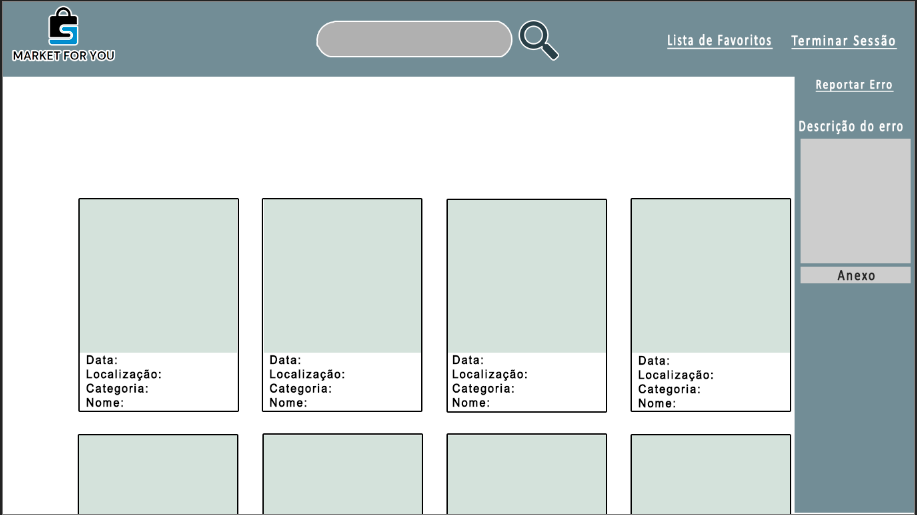 MARKET FOR YOU
Lista de Favoritos
Terminar Sessão
Reportar Erro
Descrição do erro
Anexo
Data:
Localização:
Categoria:
Nome:
Data:
Localização:
Categoria:
Nome:
Data:
Localização:
Categoria:
Nome:
Data:
Localização:
Categoria:
Nome: